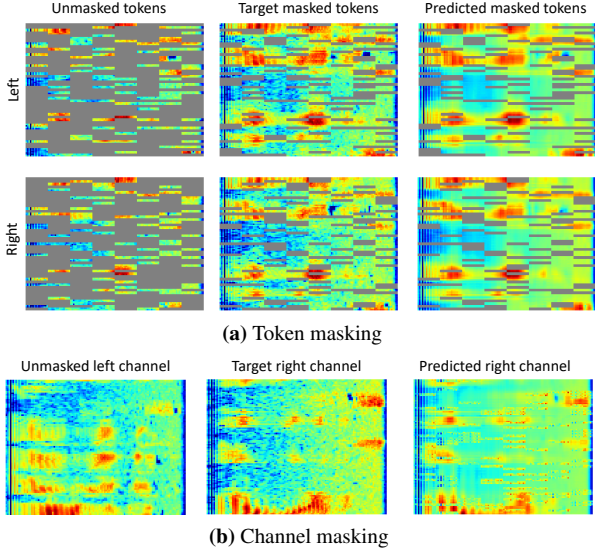 Unmasked tokens Target masked tokens Predicted masked tokens
Left
Right
(a) Token masking
Unmasked left channel Target right channel Predicted right channel
(b) Channel masking